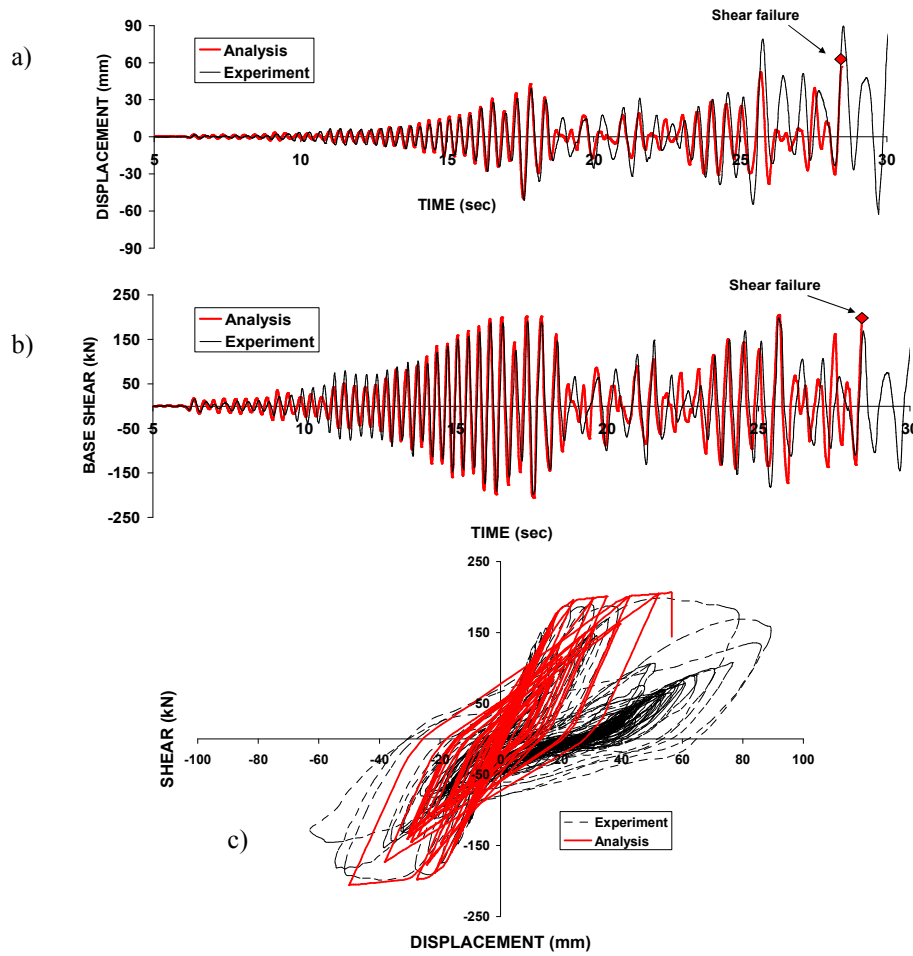 a)
DISPLACEMENT (mm)
90
60
30
0
-30
-60
-90
Analysis
Experiment
Shear failure
5
10
15
20
25
30
TIME (sec)
b)
BASE SHEAR (kN)
250
150
50
-50
-150
-250
Analysis
Experiment
Shear failure
5
10
15
20
25
30
TIME (sec)
c)
SHEAR (kN)
250
150
50
-50
-150
-250
-100
-80
-60
-40
-20
0
20
40
60
80
100
Experiment
Analysis
DISPLACEMENT (mm)